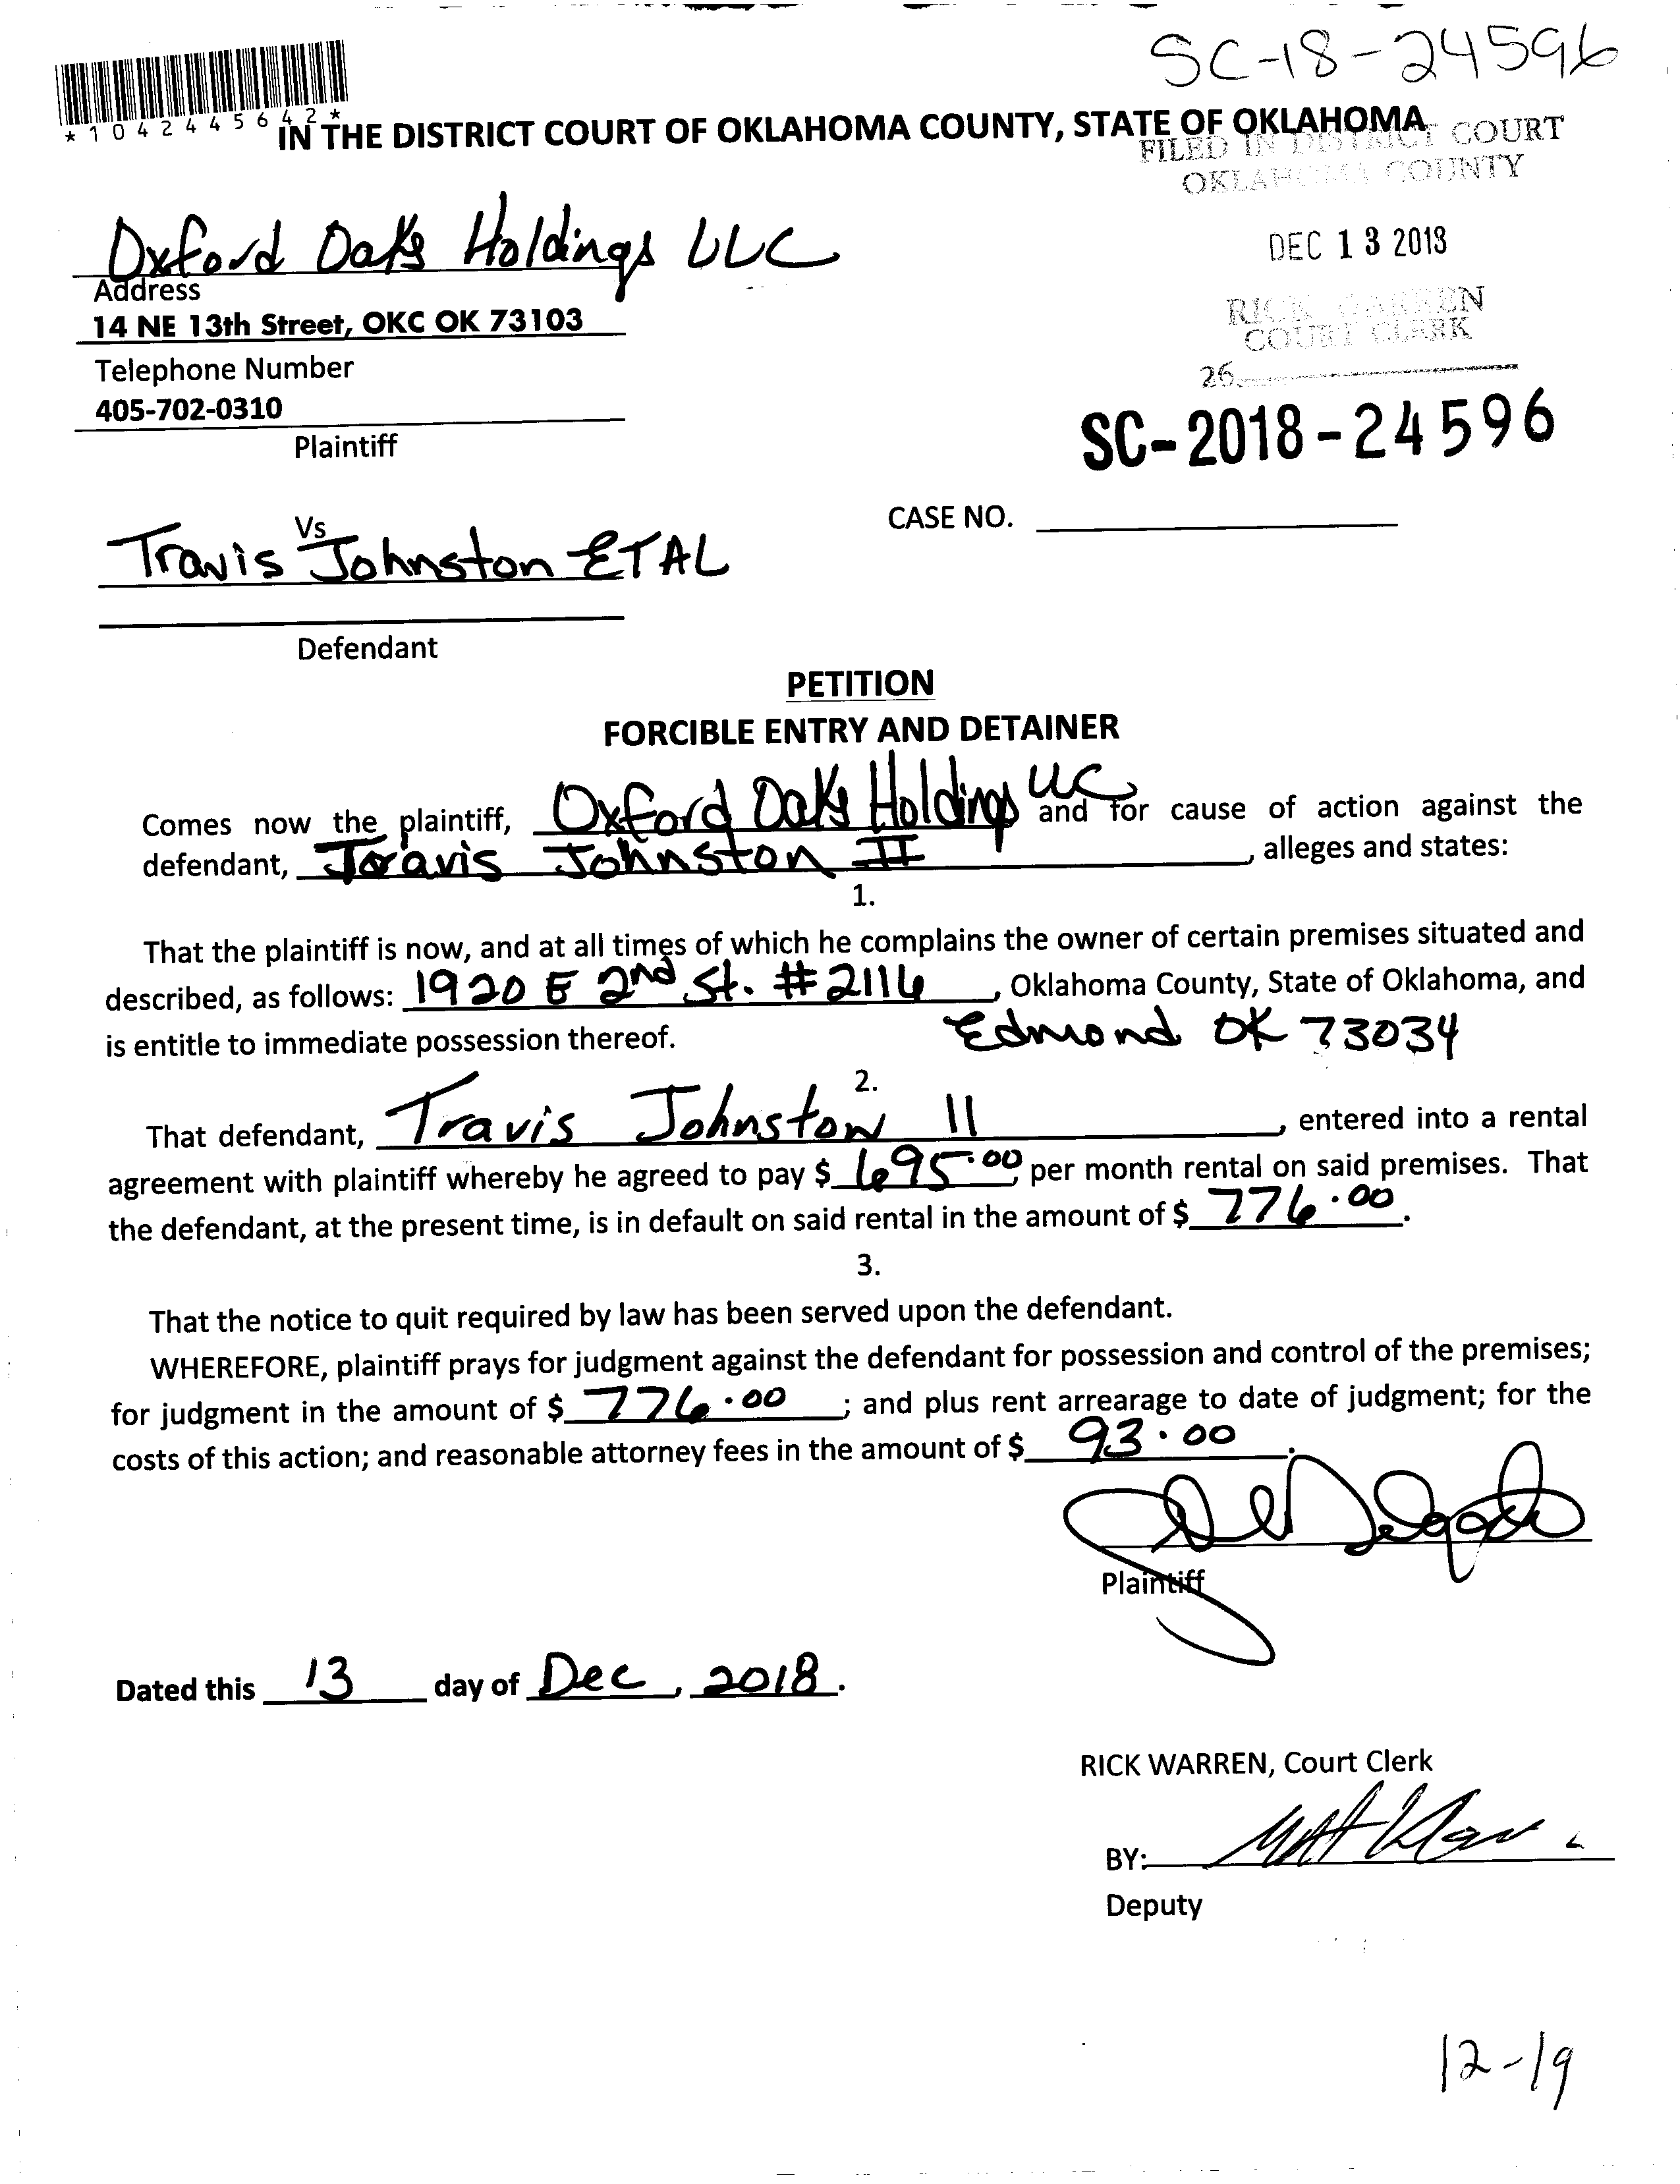 SC-18-24596
*1042445642*
IN THE DISTRICT COURT OF OKLAHOMA COUNTY, STATE OF OKLAHOMA
FILED IN DISTRICT COURT
OKLAHOMA COUNTY
Oxford Oaks Holdings LLC
DEC 13 2018
Address
14 NE 13th Street, OKC OK 73103
RICK WARREN
COURT CLERK
Telephone Number
26
405-702-0310
SC-2018-24596
Plaintiff
Vs
CASE NO.
Travis Johnston ETAL
Defendant
PETITION
FORCIBLE ENTRY AND DETAINER
Comes now the plaintiff, Oxford Oaks Holdings LLC and for cause of action against the
defendant, Travis Johnston II, alleges and states:
1.
That the plaintiff is now, and at all times of which he complains the owner of certain premises situated and
described, as follows: 1920 E 2nd St. #2116, Oklahoma County, State of Oklahoma, and
is entitle to immediate possession thereof. Edmond OK 73034
2.
That defendant, Travis Johnston II, entered into a rental
agreement with plaintiff whereby he agreed to pay $ 695.00, per month rental on said premises. That
the defendant, at the present time, is in default on said rental in the amount of $ 776.00.
3.
That the notice to quit required by law has been served upon the defendant.
WHEREFORE, plaintiff prays for judgment against the defendant for possession and control of the premises;
for judgment in the amount of $ 776.00; and plus rent arrearage to date of judgment; for the
costs of this action; and reasonable attorney fees in the amount of $ 93.00.
Plaintiff
Dated this 13 day of Dec, 2018.
RICK WARREN, Court Clerk
BY:
Deputy
12-19